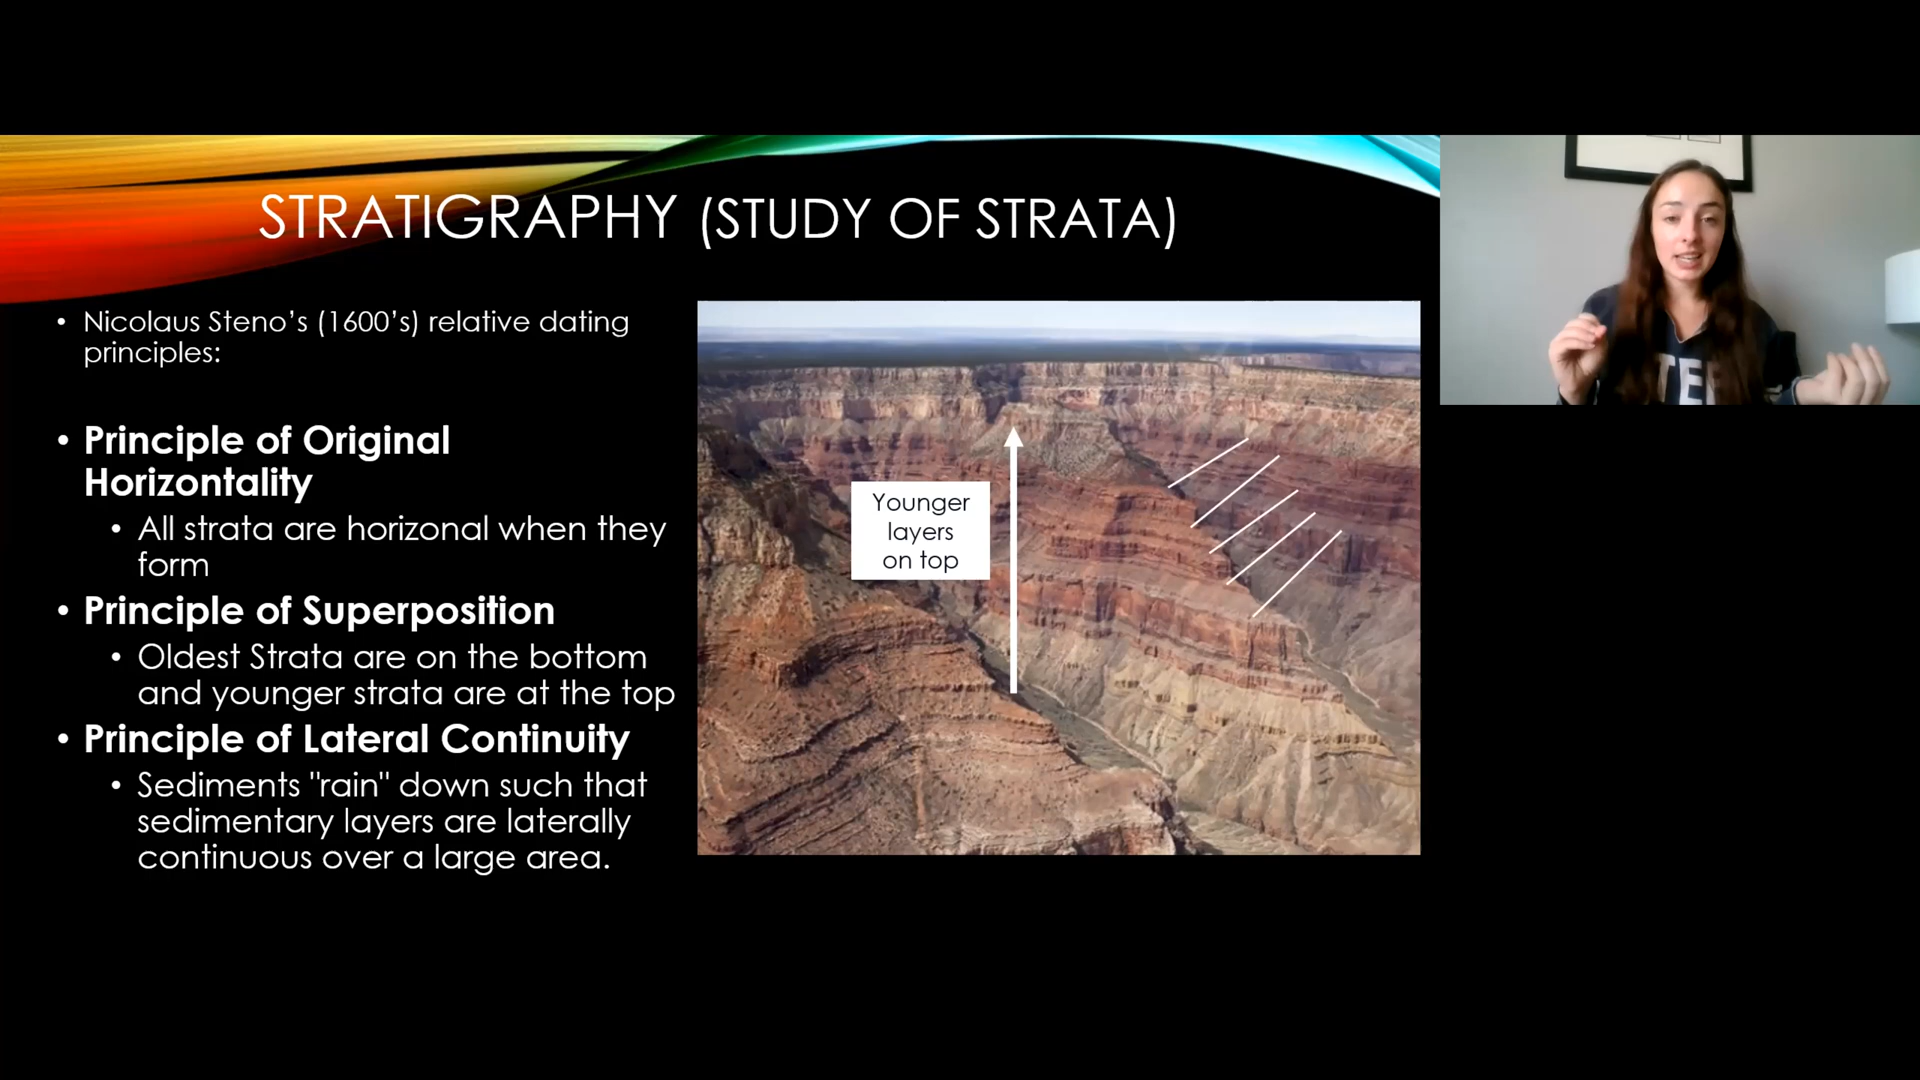 STRATIGRAPHY (STUDY OF STRATA)
• Nicolaus Steno’s (1600’s) relative dating
principles:
• Principle of Original
Horizontality
• All strata are horizonal when they
form
• Principle of Superposition
• Oldest Strata are on the bottom
and younger strata are at the top
• Principle of Lateral Continuity
• Sediments "rain" down such that
sedimentary layers are laterally
continuous over a large area.
Younger
layers
on top